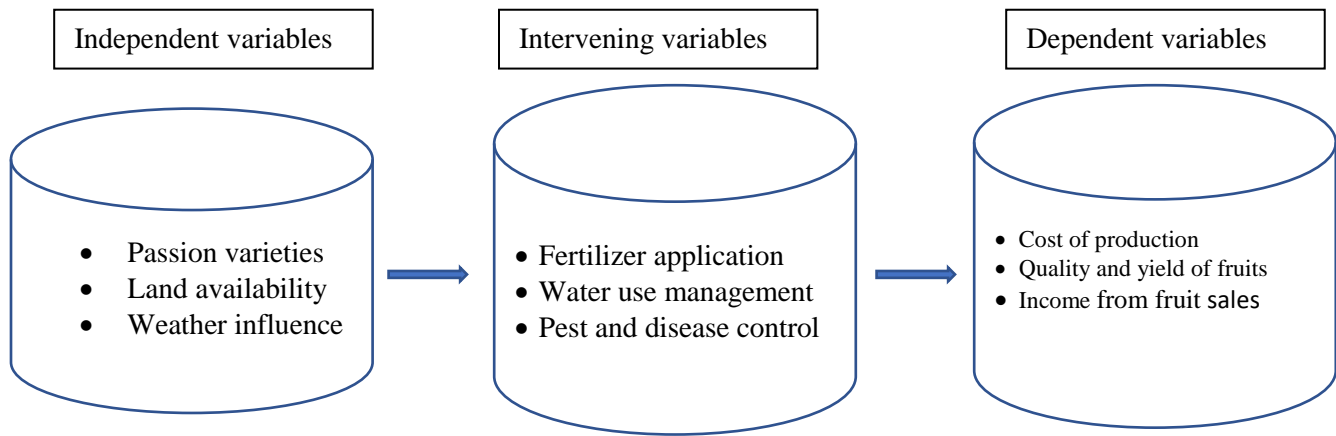 Independent variables
Intervening variables
Dependent variables
• Passion varieties
• Land availability
• Weather influence
• Fertilizer application
• Water use management
• Pest and disease control
• Cost of production
• Quality and yield of fruits
• Income from fruit sales